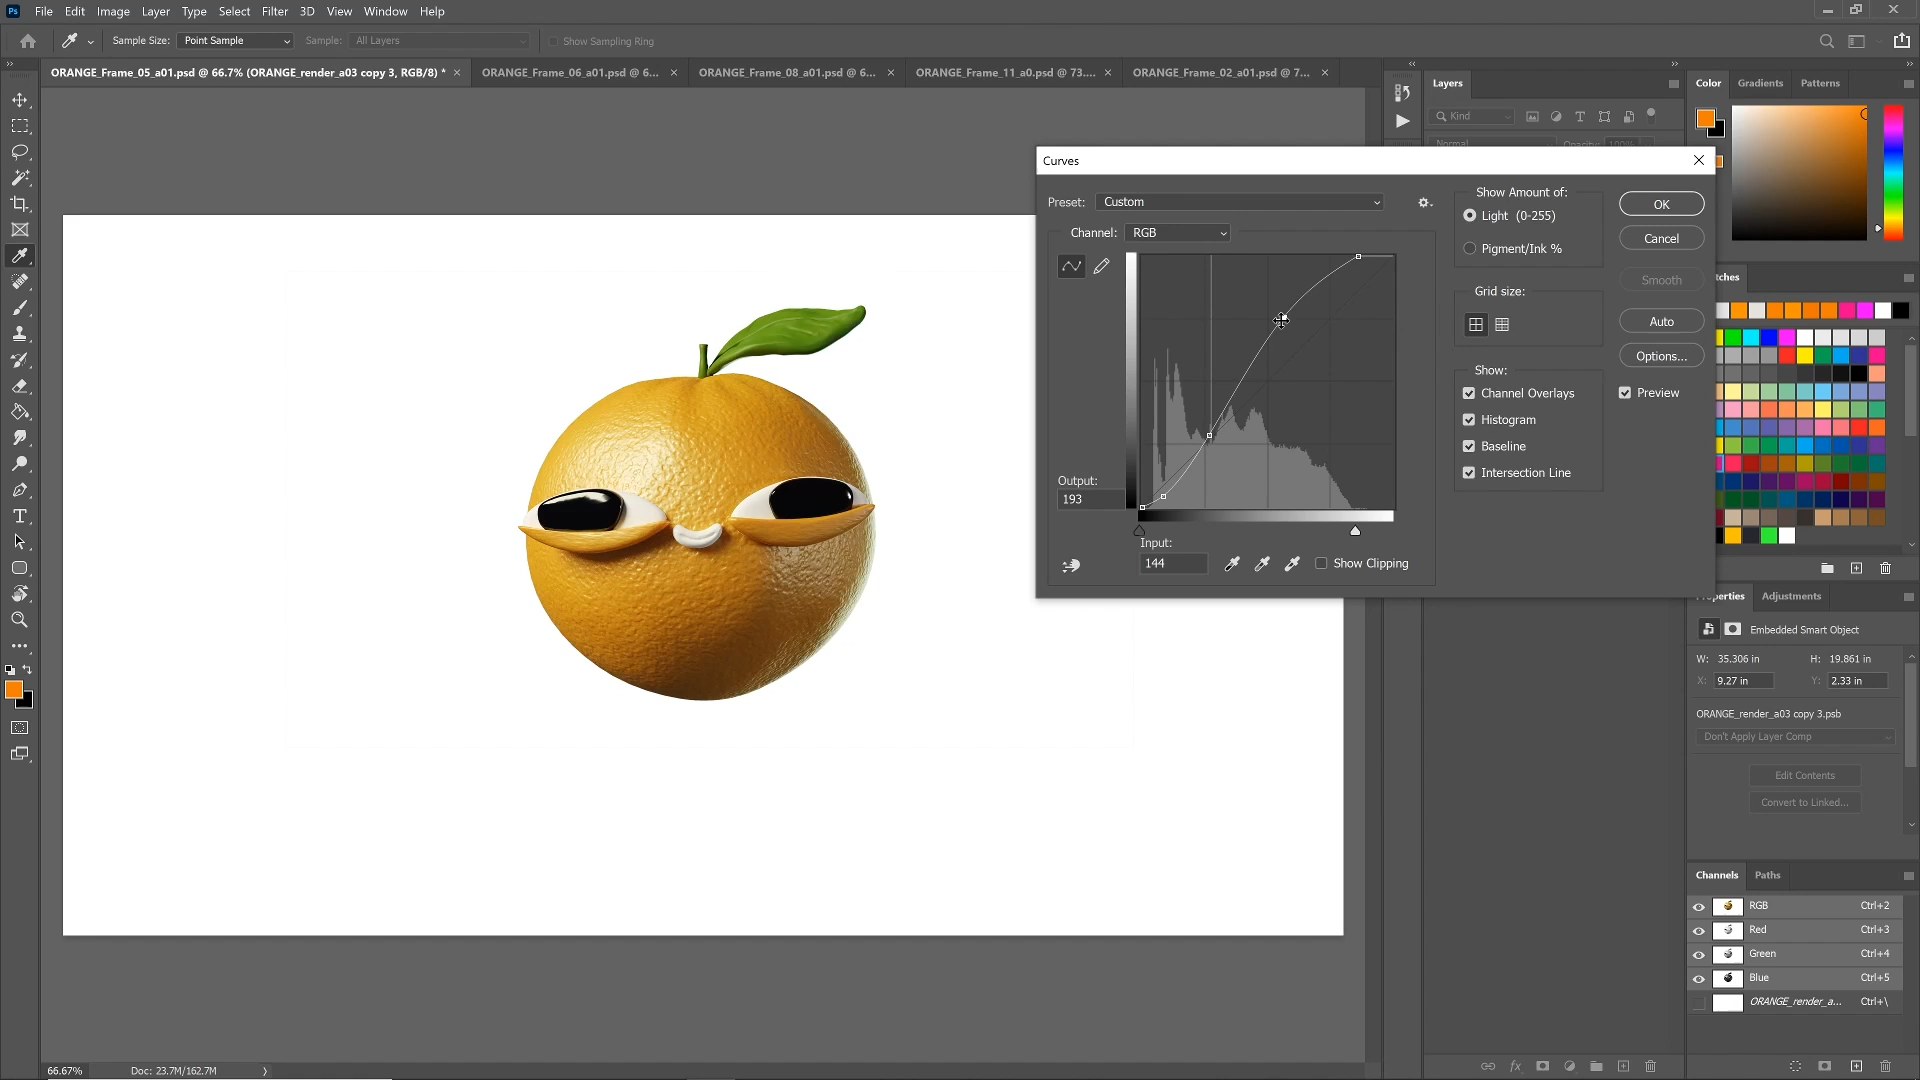 Ps File Edit Image Layer Type Select Filter 3D View Window Help
Sample Size: Point Sample Sample: All Layers Show Sampling Ring
ORANGE_Frame_05_a01.psd @ 66.7% (ORANGE_render_a03 copy 3, RGB/8) *
ORANGE_Frame_06_a01.psd @ 6...
ORANGE_Frame_08_a01.psd @ 6...
ORANGE_Frame_11_a0.psd @ 73....
ORANGE_Frame_02_a01.psd @ 7...
Layers
Kind
Normal Opacity: 100%
Color Gradients Patterns
Curves
Preset: Custom
Channel: RGB
Output:
193
Input:
144
Show Clipping
Show Amount of:
Light (0-255)
Pigment/Ink %
Grid size:
Show:
Channel Overlays
Histogram
Baseline
Intersection Line
OK
Cancel
Smooth
Auto
Options...
Preview
tches
Properties Adjustments
Embedded Smart Object
W: 35.306 in H: 19.861 in
X: 9.27 in Y: 2.33 in
ORANGE_render_a03 copy 3.psb
Don't Apply Layer Comp
Edit Contents
Convert to Linked...
Channels Paths
RGB Ctrl+2
Red Ctrl+3
Green Ctrl+4
Blue Ctrl+5
ORANGE_render_a... Ctrl+\
fx
66.67% Doc: 23.7M/162.7M